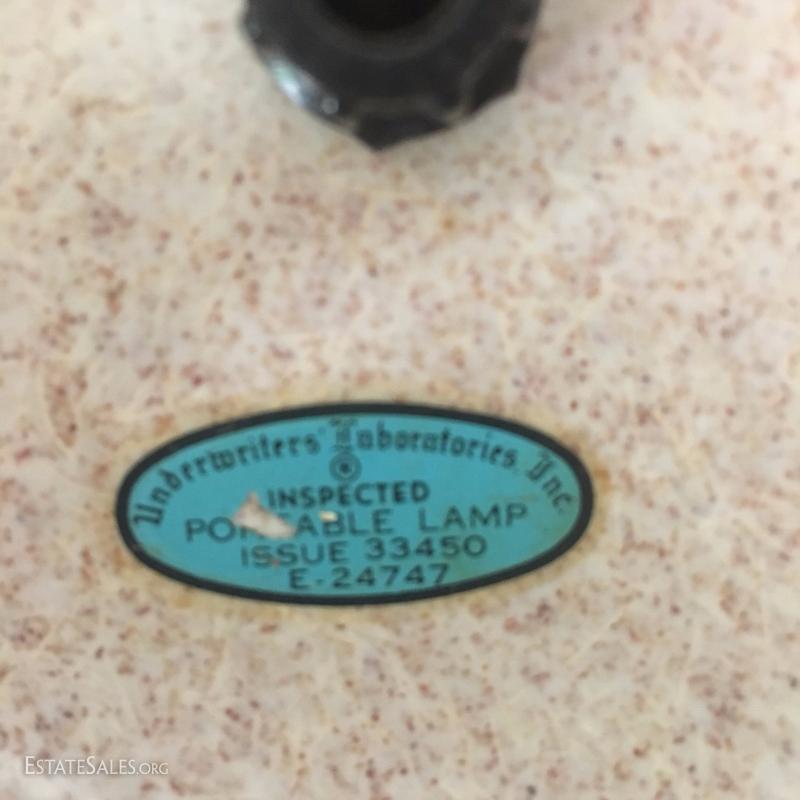 Underwriters' Laboratories, Inc.
INSPECTED
PORTABLE LAMP
ISSUE 33450
E-24747
ESTATESALES.ORG